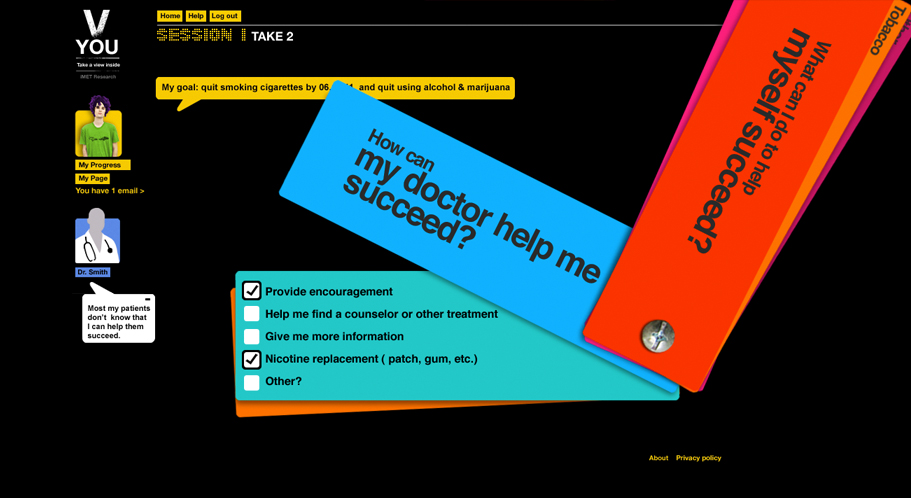 V
YOU
Take a view inside
IMET Research
Home Help Log out
SESSION 1 TAKE 2
My goal: quit smoking cigarettes by 06. and quit using alcohol & marijuana
My Progress
My Page
You have 1 email >
Dr. Smith
Most my patients
don't know that
I can help them
succeed.
How can
my doctor help me
succeed?
What can I do to help
myself succeed?
Tobacco
Provide encouragement
Help me find a counselor or other treatment
Give me more information
Nicotine replacement ( patch, gum, etc.)
Other?
About Privacy policy